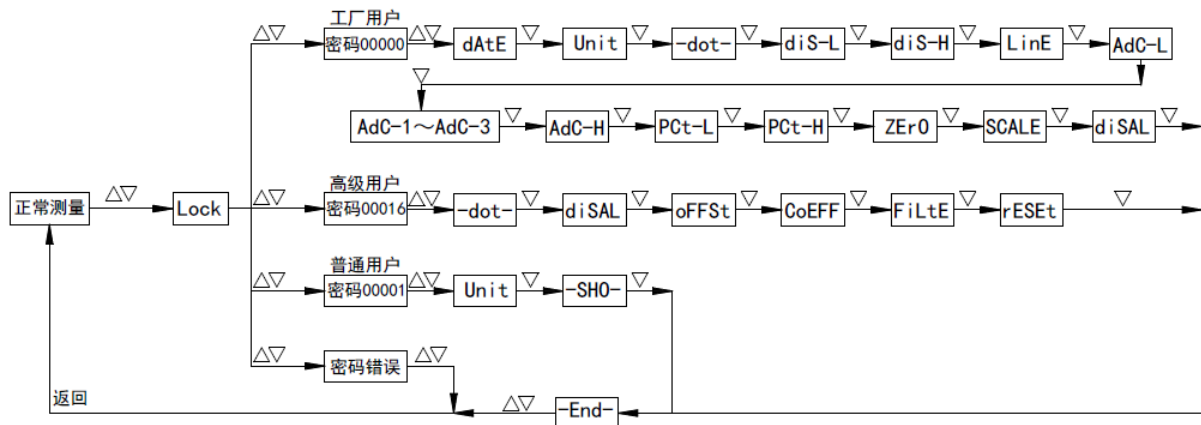 工厂用户
△▽ 密码00000 △▽ dAtE ▽ Unit ▽ -dot- ▽ diS-L ▽ diS-H ▽ LinE ▽ AdC-L
▽
AdC-1～AdC-3 ▽ AdC-H ▽ PCt-L ▽ PCt-H ▽ ZErO ▽ SCALE ▽ diSAL ▽
高级用户
正常测量 △▽ Lock △▽ 密码00016 △▽ -dot- ▽ diSAL ▽ oFFSt ▽ CoEFF ▽ FiLtE ▽ rESEt ▽
普通用户
△▽ 密码00001 △▽ Unit ▽ -SHO- ▽
△▽ 密码错误 △▽
返回 △▽ -End-